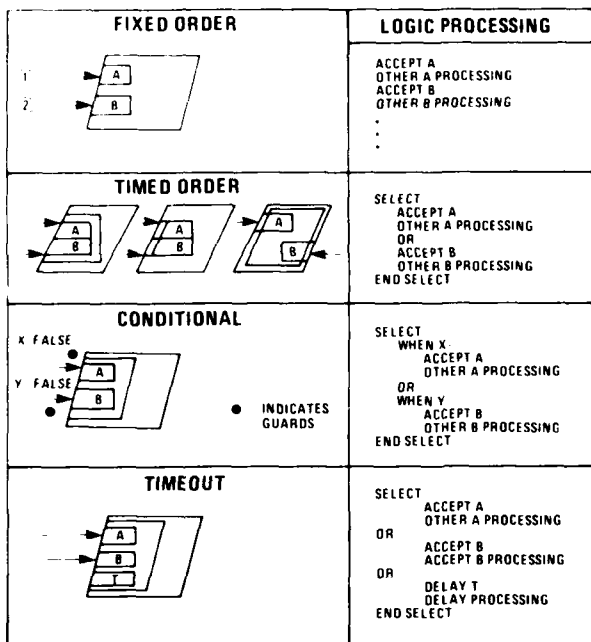 FIXED ORDER
LOGIC PROCESSING
1
A
2
B
ACCEPT A
OTHER A PROCESSING
ACCEPT B
OTHER B PROCESSING
.
.
.
TIMED ORDER
A
B
A
B
A
B
SELECT
ACCEPT A
OTHER A PROCESSING
OR
ACCEPT B
OTHER B PROCESSING
END SELECT
CONDITIONAL
X FALSE
A
Y FALSE
B
● INDICATES
GUARDS
SELECT
WHEN X
ACCEPT A
OTHER A PROCESSING
OR
WHEN Y
ACCEPT B
OTHER B PROCESSING
END SELECT
TIMEOUT
A
B
T
SELECT
ACCEPT A
OTHER A PROCESSING
OR
ACCEPT B
ACCEPT B PROCESSING
OR
DELAY T
DELAY PROCESSING
END SELECT